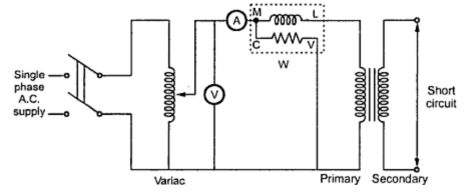 Single
phase
A.C.
supply
A
M
L
C
V
W
V
Short
circuit
Variac
Primary
Secondary